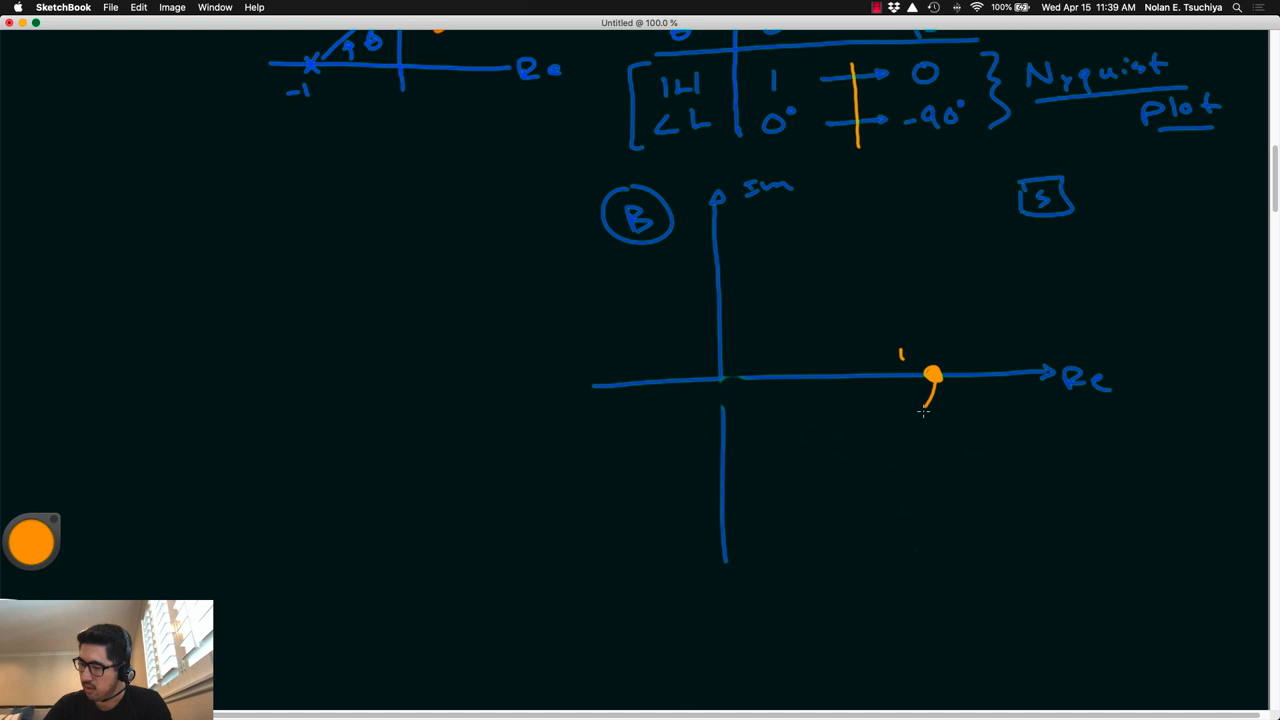 SketchBook File Edit Image Window Help 100% Wed Apr 15 11:39 AM Nolan E. Tsuchiya
Untitled @ 100.0 %
θ
Re
-1
|L| 1 → 0
∠L 0° → -90°
Nyquist
Plot
B
Im
S
1
Re